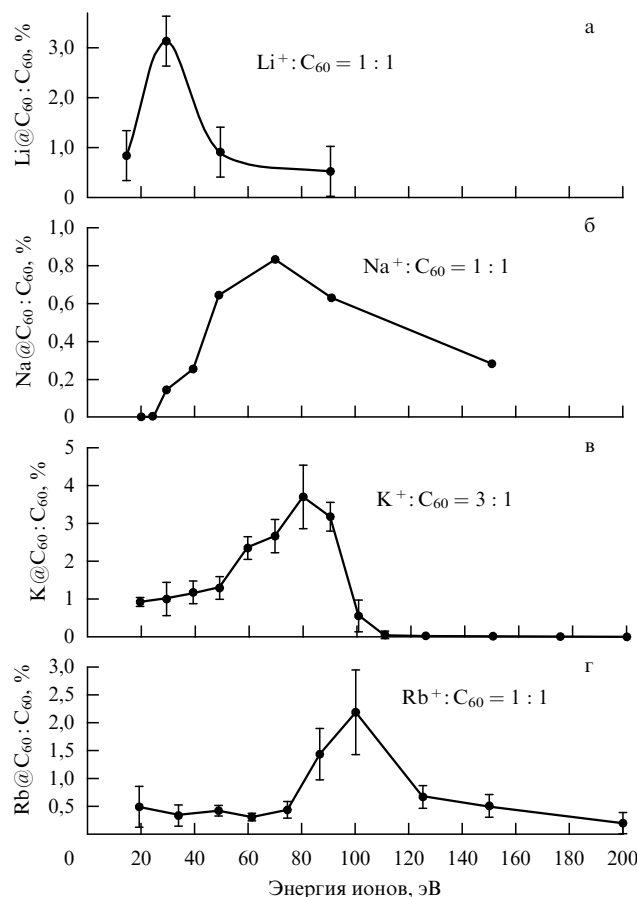 а
Li⁺ : C₆₀ = 1 : 1
Li@C₆₀ : C₆₀, %
3,0
2,0
1,0
0
б
Na⁺ : C₆₀ = 1 : 1
Na@C₆₀ : C₆₀, %
1,0
0,8
0,6
0,4
0,2
0
в
K⁺ : C₆₀ = 3 : 1
K@C₆₀ : C₆₀, %
5
4
3
2
1
0
г
Rb⁺ : C₆₀ = 1 : 1
Rb@C₆₀ : C₆₀, %
3,0
2,5
2,0
1,5
1,0
0,5
0 20 40 60 80 100 120 140 160 180 200
Энергия ионов, эВ